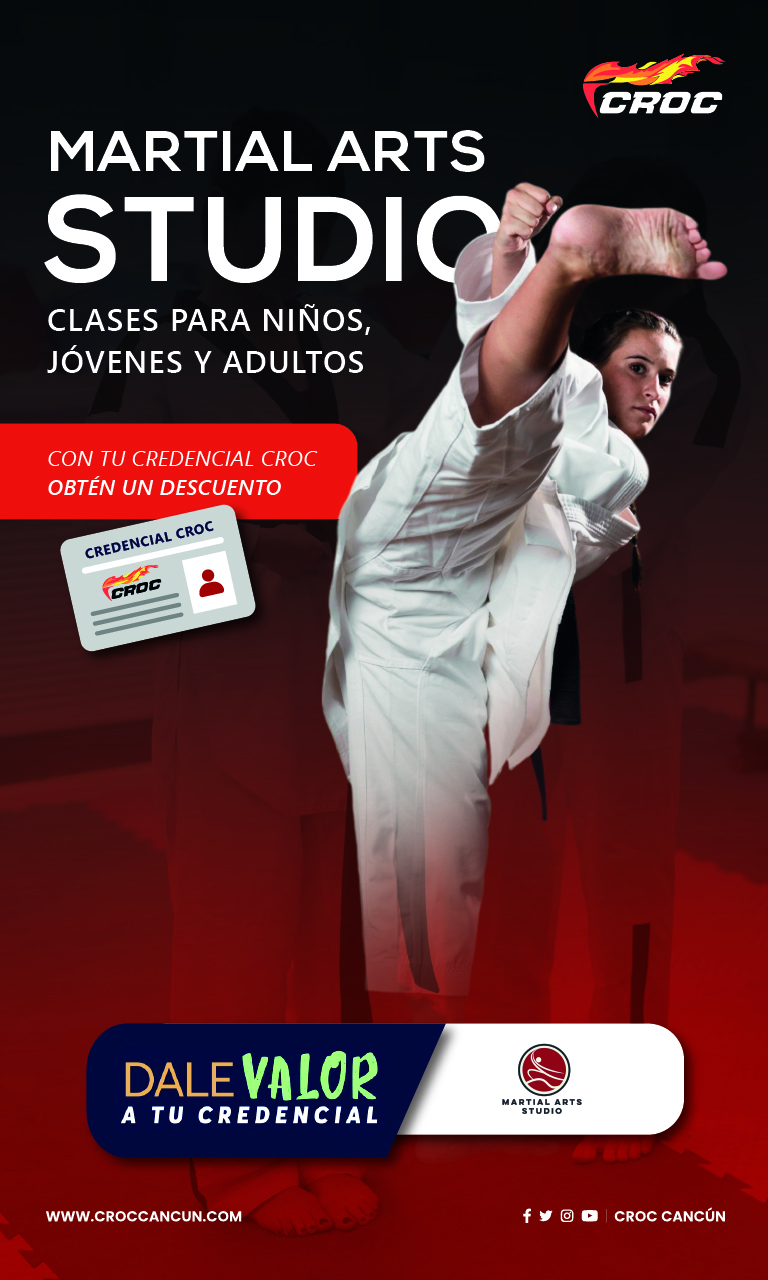 CROC
MARTIAL ARTS
STUDIO
CLASES PARA NIÑOS,
JÓVENES Y ADULTOS
CON TU CREDENCIAL CROC
OBTÉN UN DESCUENTO
CREDENCIAL CROC
CROC
DALE VALOR
A TU CREDENCIAL
MARTIAL ARTS
STUDIO
WWW.CROCCANCUN.COM
CROC CANCÚN